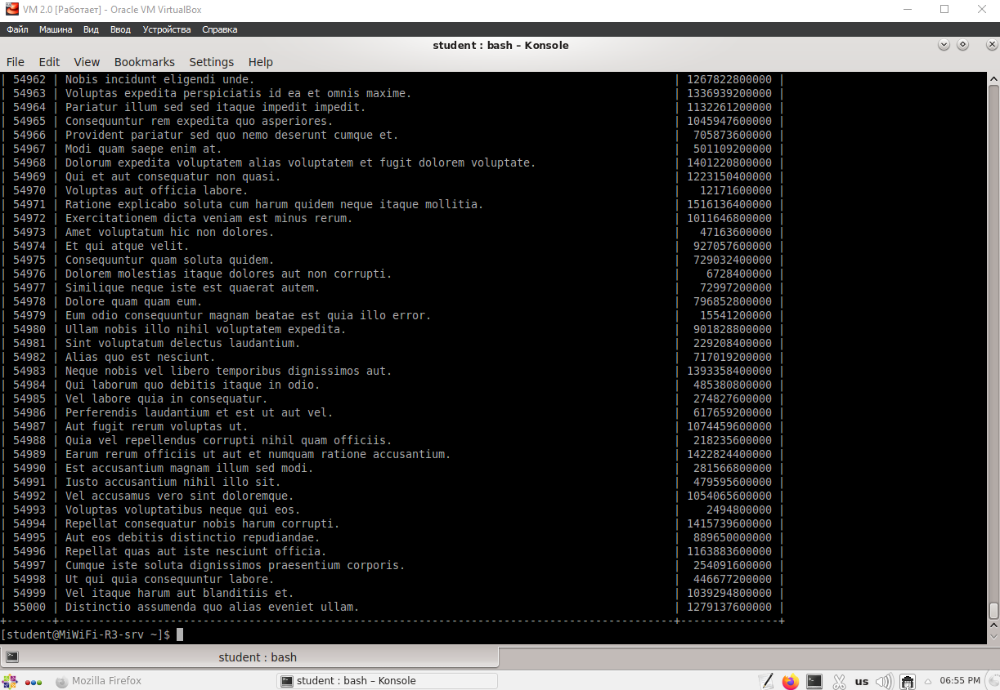 VM 2.0 [Работает] - Oracle VM VirtualBox
Файл Машина Вид Ввод Устройства Справка
student : bash – Konsole
File Edit View Bookmarks Settings Help
| 54962 | Nobis incidunt eligendi unde. | 1267822800000 |
| 54963 | Voluptas expedita perspiciatis id ea et omnis maxime. | 1336939200000 |
| 54964 | Pariatur illum sed sed itaque impedit impedit. | 1132261200000 |
| 54965 | Consequuntur rem expedita quo asperiores. | 1045947600000 |
| 54966 | Provident pariatur sed quo nemo deserunt cumque et. | 705873600000 |
| 54967 | Modi quam saepe enim at. | 501109200000 |
| 54968 | Dolorum expedita voluptatem alias voluptatem et fugit dolorem voluptate. | 1401220800000 |
| 54969 | Qui et aut consequatur non quasi. | 1223150400000 |
| 54970 | Voluptas aut officia labore. | 12171600000 |
| 54971 | Ratione explicabo soluta cum harum quidem neque itaque mollitia. | 1516136400000 |
| 54972 | Exercitationem dicta veniam est minus rerum. | 1011646800000 |
| 54973 | Amet voluptatum hic non dolores. | 47163600000 |
| 54974 | Et qui atque velit. | 927057600000 |
| 54975 | Consequuntur quam soluta quidem. | 729032400000 |
| 54976 | Dolorem molestias itaque dolores aut non corrupti. | 6728400000 |
| 54977 | Similique neque iste est quaerat autem. | 72997200000 |
| 54978 | Dolore quam quam eum. | 796852800000 |
| 54979 | Eum odio consequuntur magnam beatae est quia illo error. | 15541200000 |
| 54980 | Ullam nobis illo nihil voluptatem expedita. | 901828800000 |
| 54981 | Sint voluptatum delectus laudantium. | 229208400000 |
| 54982 | Alias quo est nesciunt. | 717019200000 |
| 54983 | Neque nobis vel libero temporibus dignissimos aut. | 1393358400000 |
| 54984 | Qui laborum quo debitis itaque in odio. | 485380800000 |
| 54985 | Vel labore quia in consequatur. | 274827600000 |
| 54986 | Perferendis laudantium et est ut aut vel. | 617659200000 |
| 54987 | Aut fugit rerum voluptas ut. | 1074459600000 |
| 54988 | Quia vel repellendus corrupti nihil quam officiis. | 218235600000 |
| 54989 | Earum rerum officiis ut aut et numquam ratione accusantium. | 1422824400000 |
| 54990 | Est accusantium magnam illum sed modi. | 281566800000 |
| 54991 | Iusto accusantium nihil illo sit. | 479595600000 |
| 54992 | Vel accusamus vero sint doloremque. | 1054065600000 |
| 54993 | Voluptas voluptatibus neque qui eos. | 2494800000 |
| 54994 | Repellat consequatur nobis harum corrupti. | 1415739600000 |
| 54995 | Aut eos debitis distinctio repudiandae. | 889650000000 |
| 54996 | Repellat quas aut iste nesciunt officia. | 1163883600000 |
| 54997 | Cumque iste soluta dignissimos praesentium corporis. | 254091600000 |
| 54998 | Ut qui quia consequuntur labore. | 446677200000 |
| 54999 | Vel itaque harum aut blanditiis et. | 1039294800000 |
| 55000 | Distinctio assumenda quo alias eveniet ullam. | 1279137600000 |
+-------+----------------------------------------------------------------------------------------------+---------------+
[student@MiWiFi-R3-srv ~]$
student : bash
Mozilla Firefox student : bash – Konsole us 06:55 PM